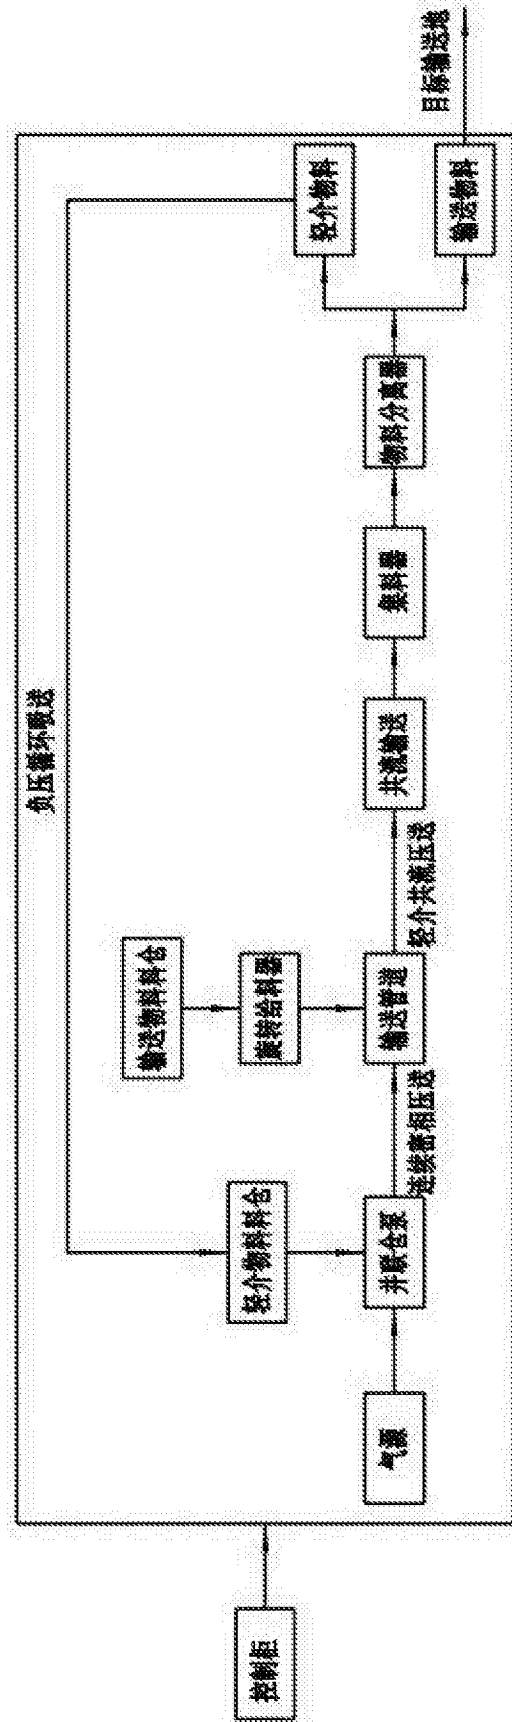 控制柜
气源
并联仓泵
轻介物料料仓
连续密相压送
输送管道
旋转给料器
输送物料料仓
轻介共流压送
共流输送
集料器
物料分离器
轻介物料
输送物料
负压循环吸送
目标输送地